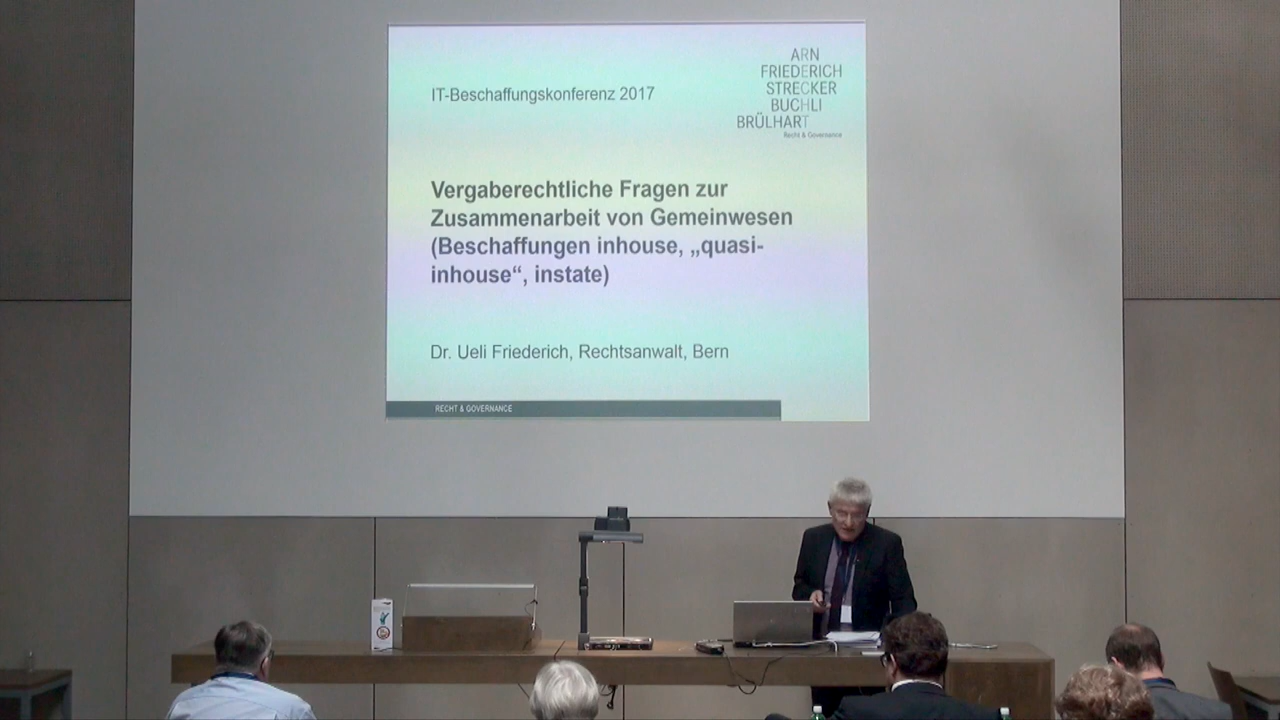 IT-Beschaffungskonferenz 2017
ARN
FRIEDERICH
STRECKER
BUCHLI
BRÜLHART
Recht & Governance
Vergaberechtliche Fragen zur
Zusammenarbeit von Gemeinwesen
(Beschaffungen inhouse, „quasi-
inhouse“, instate)
Dr. Ueli Friederich, Rechtsanwalt, Bern
RECHT & GOVERNANCE